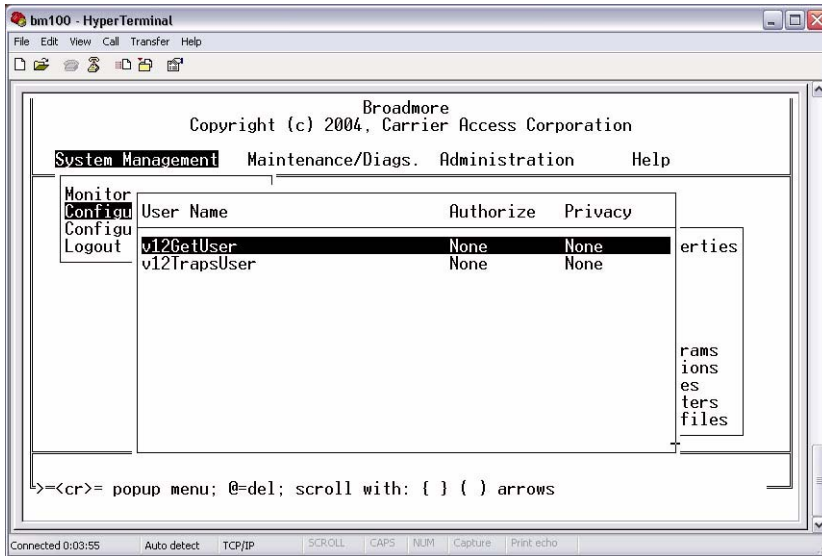 bm100 - HyperTerminal
File Edit View Call Transfer Help
Broadmore
Copyright (c) 2004, Carrier Access Corporation
System Management Maintenance/Diags. Administration Help
Monitor
Configu User Name Authorize Privacy
Configu
Logout v12GetUser None None erties
v12TrapsUser None None
rams
ions
es
ters
files
>=<cr>= popup menu; @=del; scroll with: { } ( ) arrows
Connected 0:03:55 Auto detect TCP/IP SCROLL CAPS NUM Capture Print echo